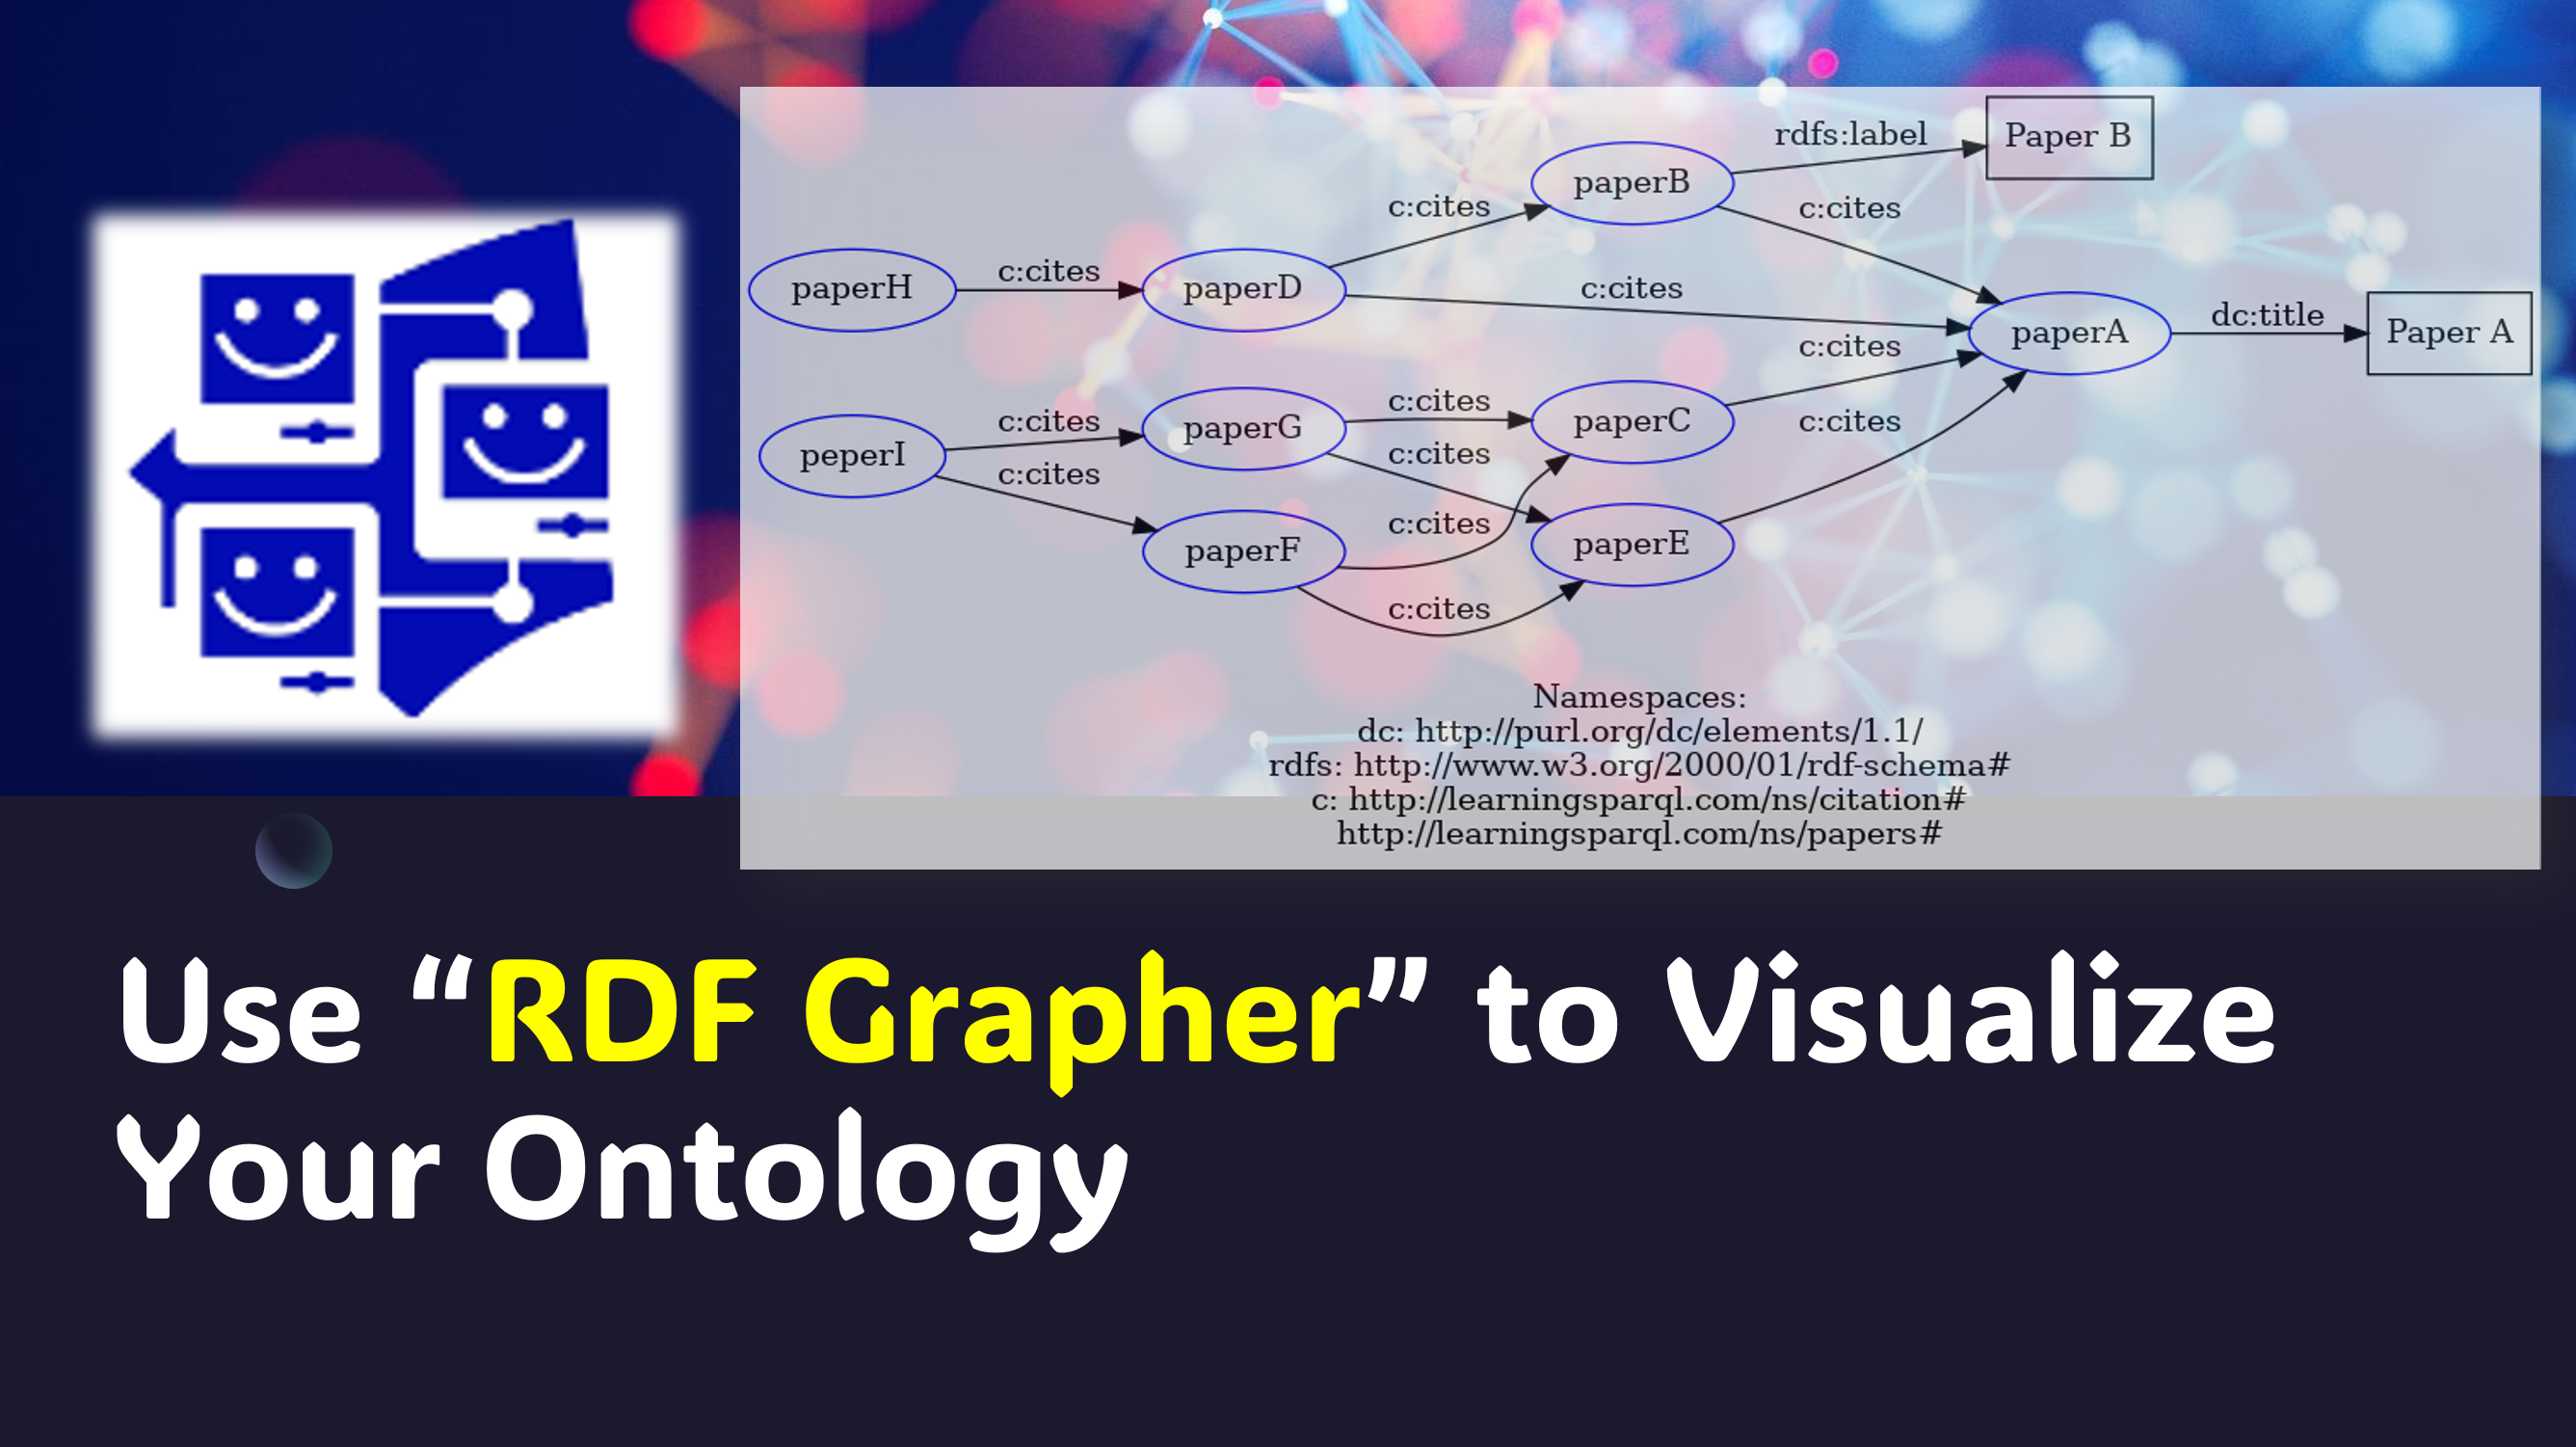 rdfs:label
Paper B
paperB
c:cites
c:cites
paperH
c:cites
paperD
c:cites
paperA
dc:title
Paper A
c:cites
peperI
c:cites
paperG
c:cites
paperC
c:cites
c:cites
c:cites
paperF
c:cites
paperE
c:cites
Namespaces:
dc: http://purl.org/dc/elements/1.1/
rdfs: http://www.w3.org/2000/01/rdf-schema#
c: http://learningsparql.com/ns/citation#
http://learningsparql.com/ns/papers#
Use “RDF Grapher” to Visualize
Your Ontology